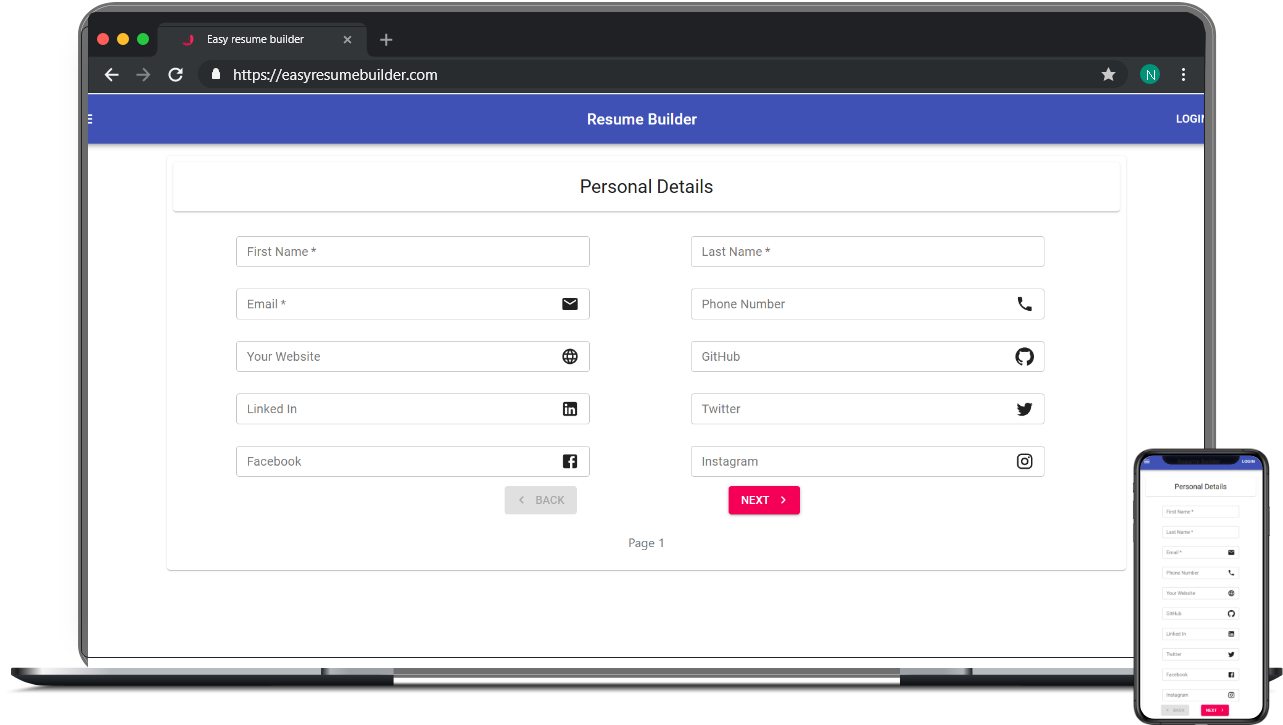 Easy resume builder
https://easyresumebuilder.com
N
Resume Builder
LOGIN
Personal Details
First Name *
Last Name *
Email *
Phone Number
Your Website
GitHub
Linked In
Twitter
Facebook
Instagram
BACK
NEXT
Page 1
LOGIN
Personal Details
First Name *
Last Name *
Email *
Phone Number
Your Website
GitHub
Linked In
Twitter
Facebook
Instagram
BACK
NEXT